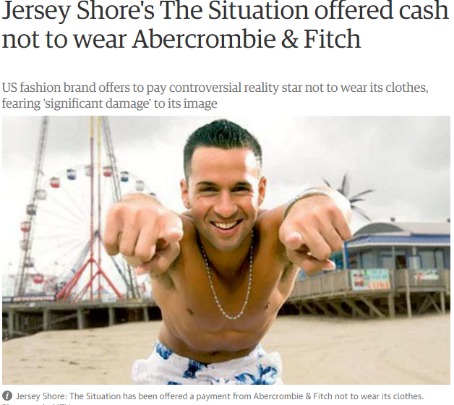 Jersey Shore's The Situation offered cash
not to wear Abercrombie & Fitch
US fashion brand offers to pay controversial reality star not to wear its clothes,
fearing 'significant damage' to its image
Jersey Shore: The Situation has been offered a payment from Abercrombie & Fitch not to wear its clothes.